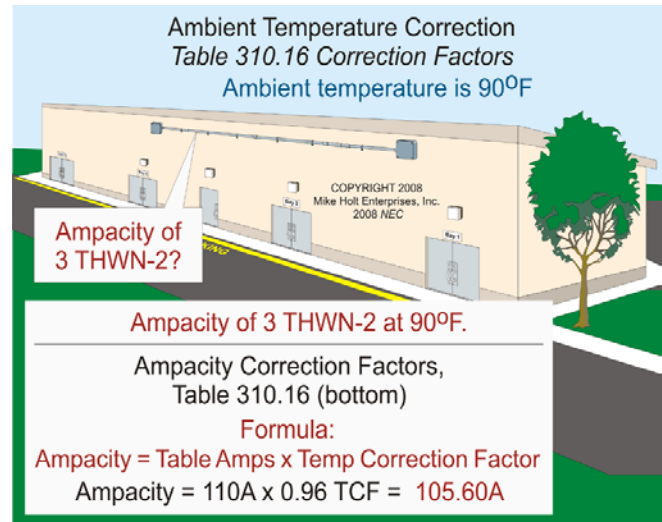 Ambient Temperature Correction
Table 310.16 Correction Factors
Ambient temperature is 90ºF
COPYRIGHT 2008
Mike Holt Enterprises, Inc.
2008 NEC
Bay 2
Bay 1
Ampacity of
3 THWN-2?
KING
Ampacity of 3 THWN-2 at 90ºF.
Ampacity Correction Factors,
Table 310.16 (bottom)
Formula:
Ampacity = Table Amps x Temp Correction Factor
Ampacity = 110A x 0.96 TCF = 105.60A